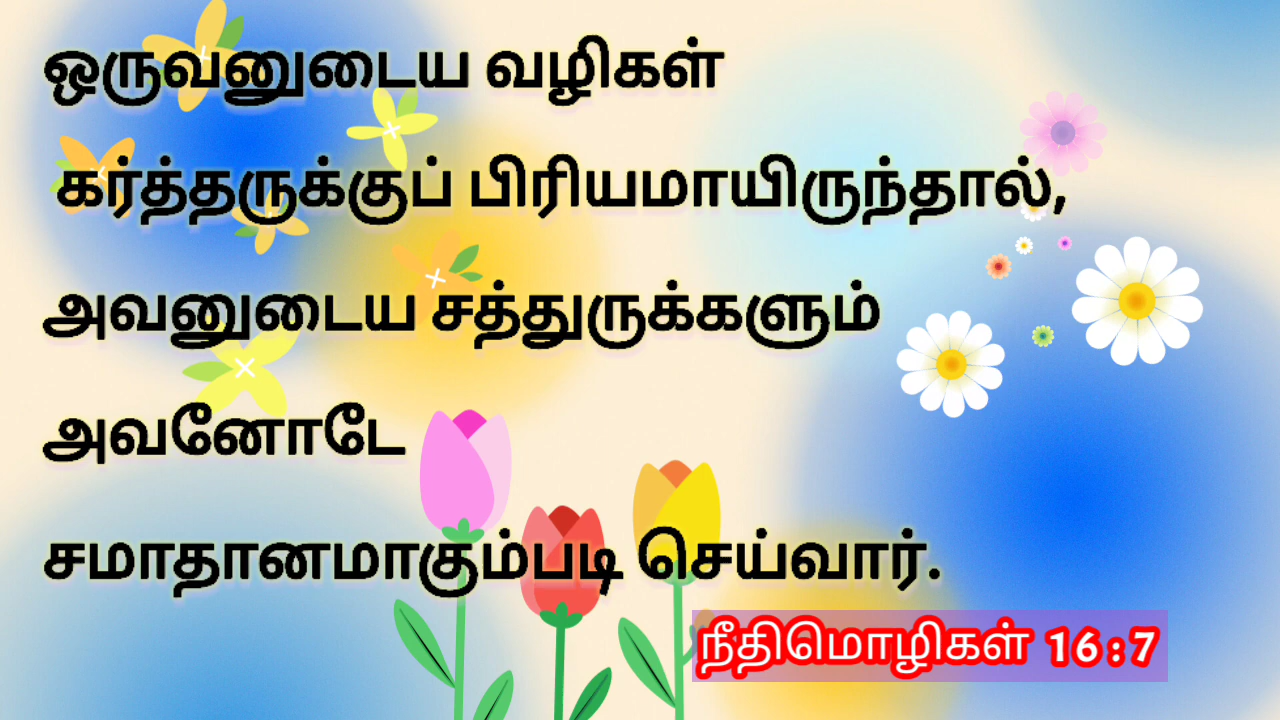 ஒருவனுடைய வழிகள்
கர்த்தருக்குப் பிரியமாயிருந்தால்,
அவனுடைய சத்துருக்களும்
அவனோடே
சமாதானமாகும்படி செய்வார்.
நீதிமொழிகள் 16:7